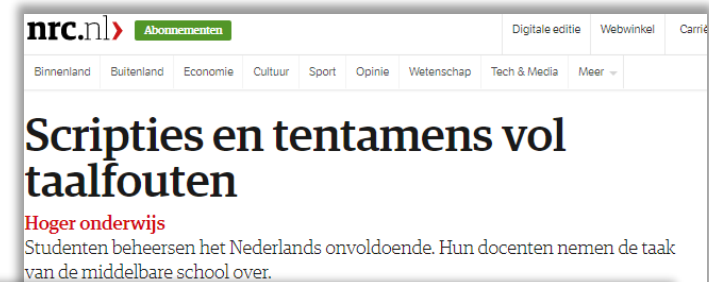 nrc.nl> Abonnementen Digitale editie Webwinkel
Binnenland Buitenland Economie Cultuur Sport Opinie Wetenschap Tech & Media Meer
Scripties en tentamens vol
taalfouten
Hoger onderwijs
Studenten beheersen het Nederlands onvoldoende. Hun docenten nemen de taak
van de middelbare school over.